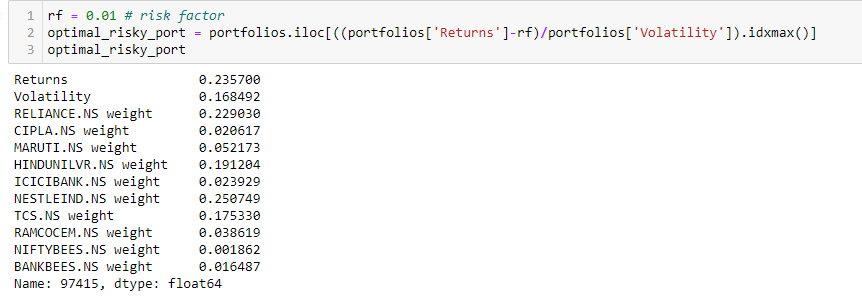 1 rf = 0.01 # risk factor
2 optimal_risky_port = portfolios.iloc[((portfolios['Returns']-rf)/portfolios['Volatility']).idxmax()]
3 optimal_risky_port
Returns 0.235700
Volatility 0.168492
RELIANCE.NS weight 0.229030
CIPLA.NS weight 0.020617
MARUTI.NS weight 0.052173
HINDUNILVR.NS weight 0.191204
ICICIBANK.NS weight 0.023929
NESTLEIND.NS weight 0.250749
TCS.NS weight 0.175330
RAMCOCEM.NS weight 0.038619
NIFTYBEES.NS weight 0.001862
BANKBEES.NS weight 0.016487
Name: 97415, dtype: float64